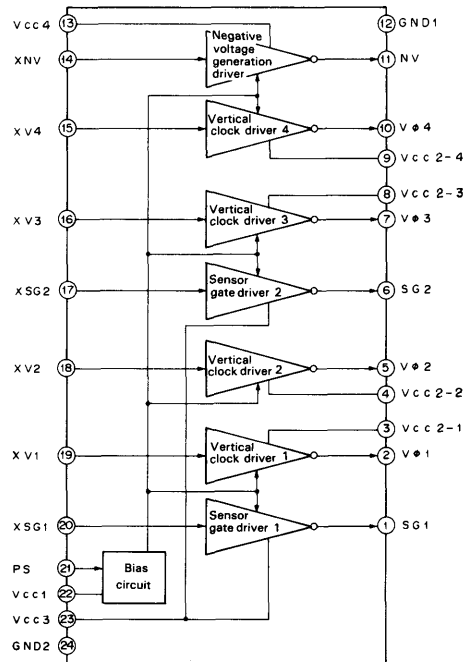 Vcc4 13 Negative voltage generation driver 12 GND1
XNV 14 11 NV
XV4 15 Vertical clock driver 4 10 Vφ4
9 Vcc2-4
8 Vcc2-3
XV3 16 Vertical clock driver 3 7 Vφ3
XSG2 17 Sensor gate driver 2 6 SG2
XV2 18 Vertical clock driver 2 5 Vφ2
4 Vcc2-2
3 Vcc2-1
XV1 19 Vertical clock driver 1 2 Vφ1
XSG1 20 Sensor gate driver 1 1 SG1
PS 21 Bias circuit
Vcc1 22
Vcc3 23
GND2 24